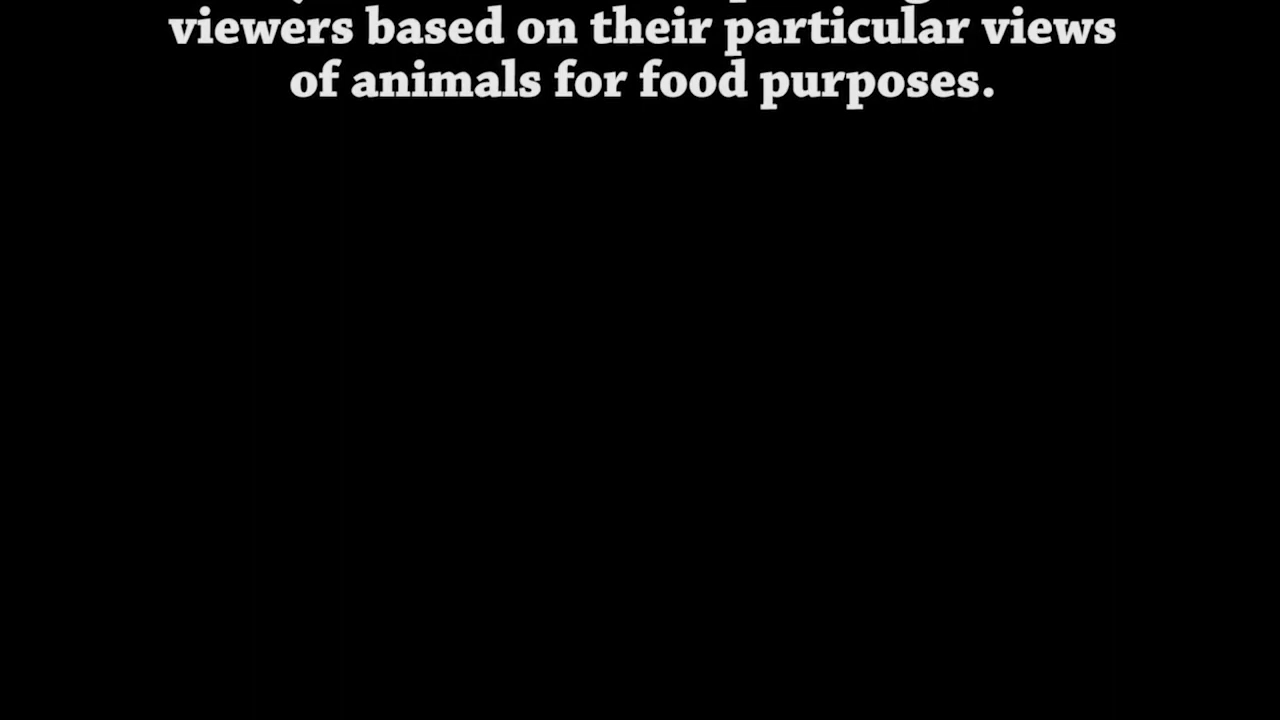 viewers based on their particular views
of animals for food purposes.